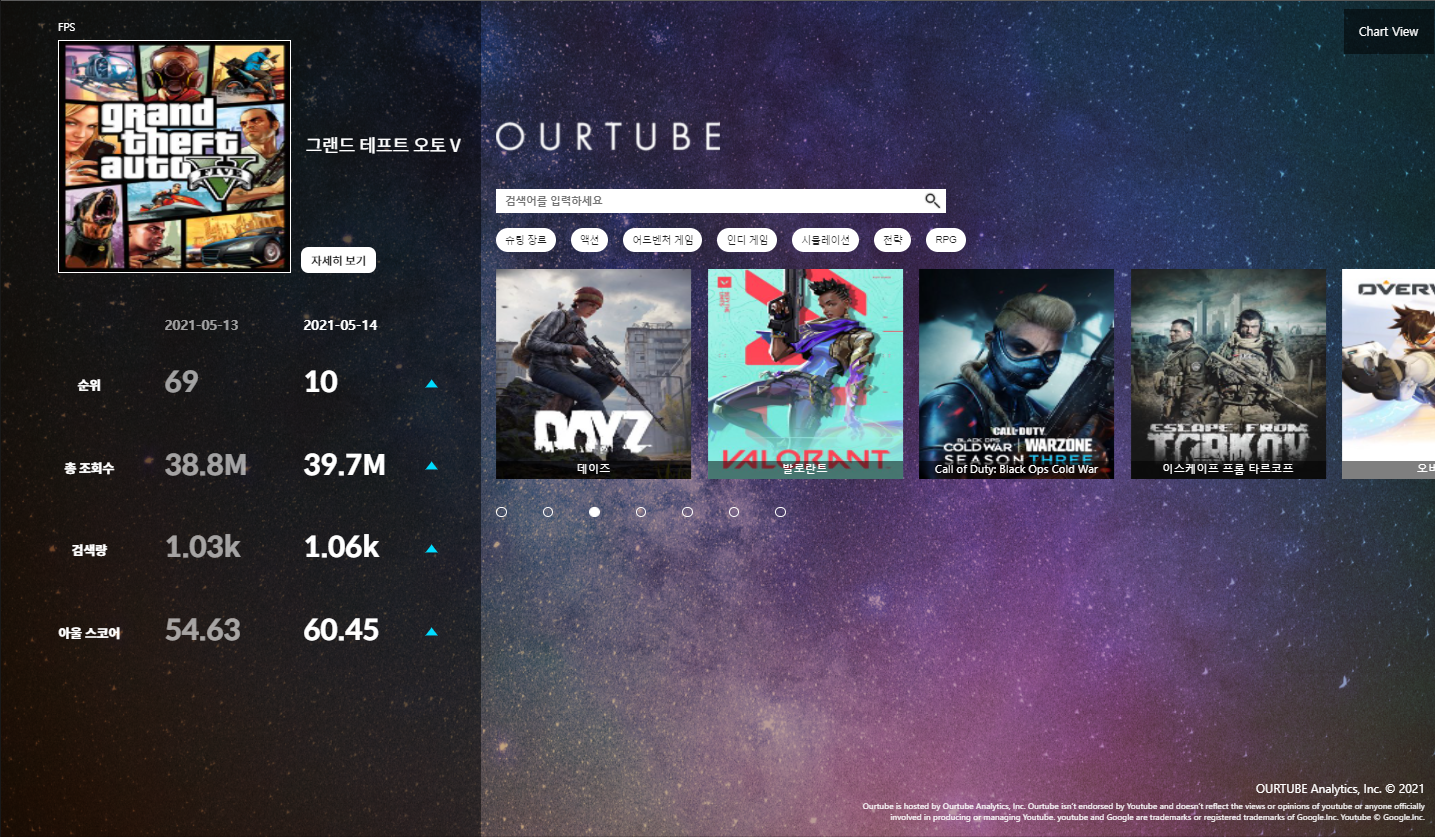 FPS
Chart View
grand
theft
auto
V
FIVE
그랜드 테프트 오토 V
자세히 보기
2021-05-13
2021-05-14
순위
69
10
총 조회수
38.8M
39.7M
검색량
1.03k
1.06k
아울 스코어
54.63
60.45
OURTUBE
검색어를 입력하세요
슈팅 장르
액션
어드벤처 게임
인디 게임
시뮬레이션
전략
RPG
DAYZ
데이즈
VALORANT
발로란트
CALL OF DUTY
BLACK OPS
COLD WAR
WARZONE
SEASON THREE
Call of Duty: Black Ops Cold War
ESCAPE FROM
TARKOV
이스케이프 프롬 타르코프
OVERW
오버
OURTUBE Analytics, Inc. © 2021
Ourtube is hosted by Ourtube Analytics, Inc. Ourtube isn't endorsed by Youtube and doesn't reflect the views or opinions of youtube or anyone officially
involved in producing or managing Youtube. youtube and Google are trademarks or registered trademarks of Google.Inc. Youtube © Google.Inc.